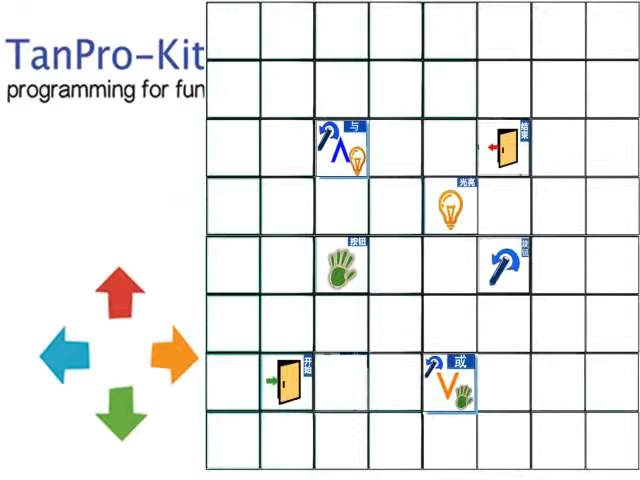 TanPro-Kit
programming for fun
与
结束
光亮
按钮
旋钮
开始
或